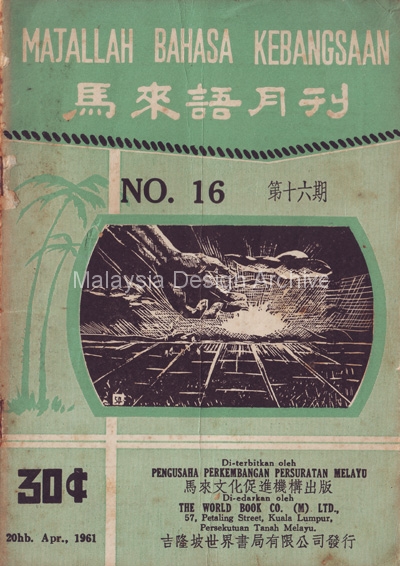 MAJALLAH BAHASA KEBANGSAAN
馬來語月刊
NO. 16 第十六期
Malaysia Design Archive
Di-terbitkan oleh
PENGUSAHA PERKEMBANGAN PERSURATAN MELAYU
馬來文化促進機構出版
Di-edarkan oleh
THE WORLD BOOK CO. (M) LTD.,
57, Petaling Street, Kuala Lumpur,
Persekutuan Tanah Melayu.
吉隆坡世界書局有限公司發行
30¢
20hb. Apr., 1961